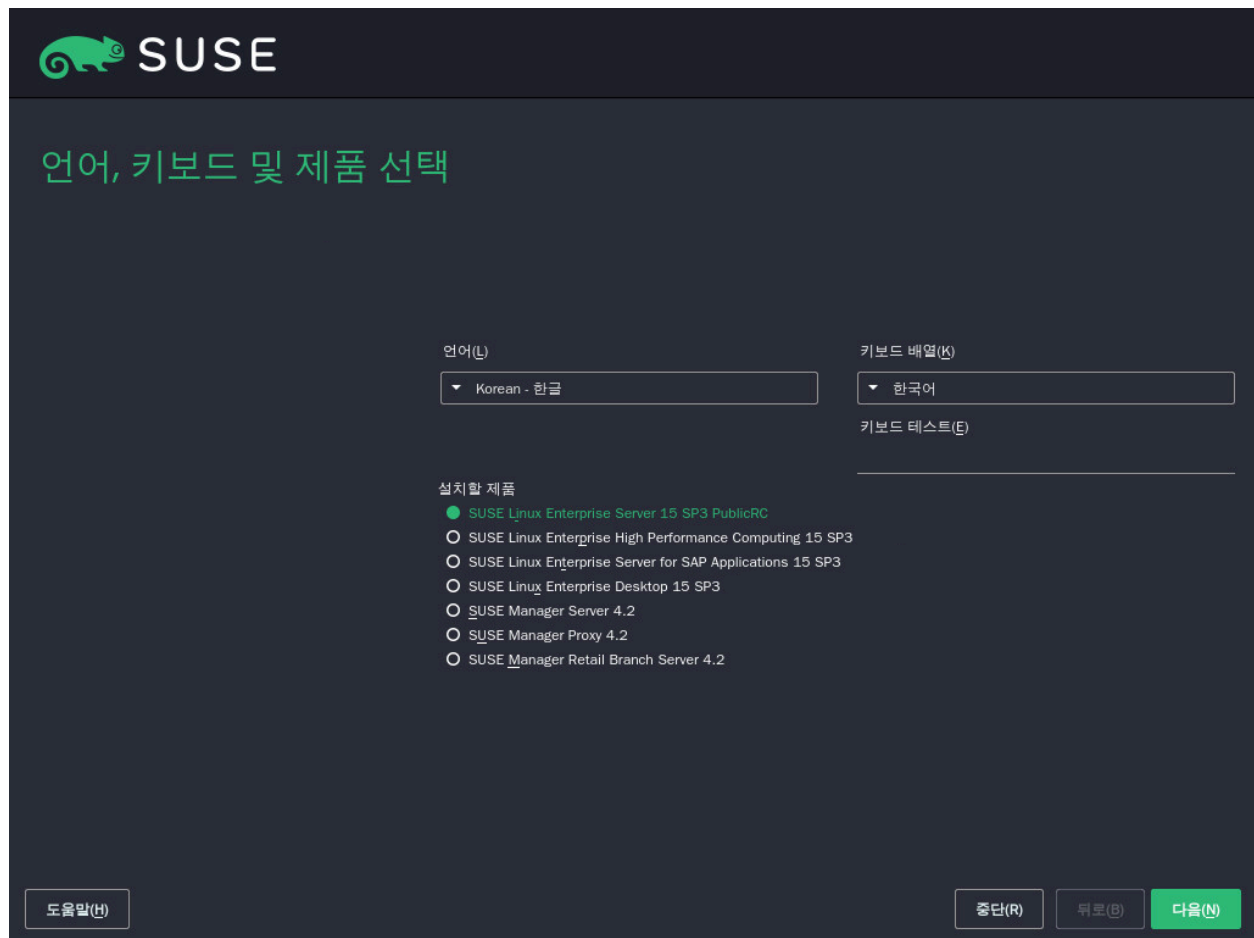 SUSE
언어, 키보드 및 제품 선택
언어(L)
키보드 배열(K)
Korean - 한글
한국어
키보드 테스트(E)
설치할 제품
SUSE Linux Enterprise Server 15 SP3 PublicRC
SUSE Linux Enterprise High Performance Computing 15 SP3
SUSE Linux Enterprise Server for SAP Applications 15 SP3
SUSE Linux Enterprise Desktop 15 SP3
SUSE Manager Server 4.2
SUSE Manager Proxy 4.2
SUSE Manager Retail Branch Server 4.2
도움말(H)
중단(R)
뒤로(B)
다음(N)